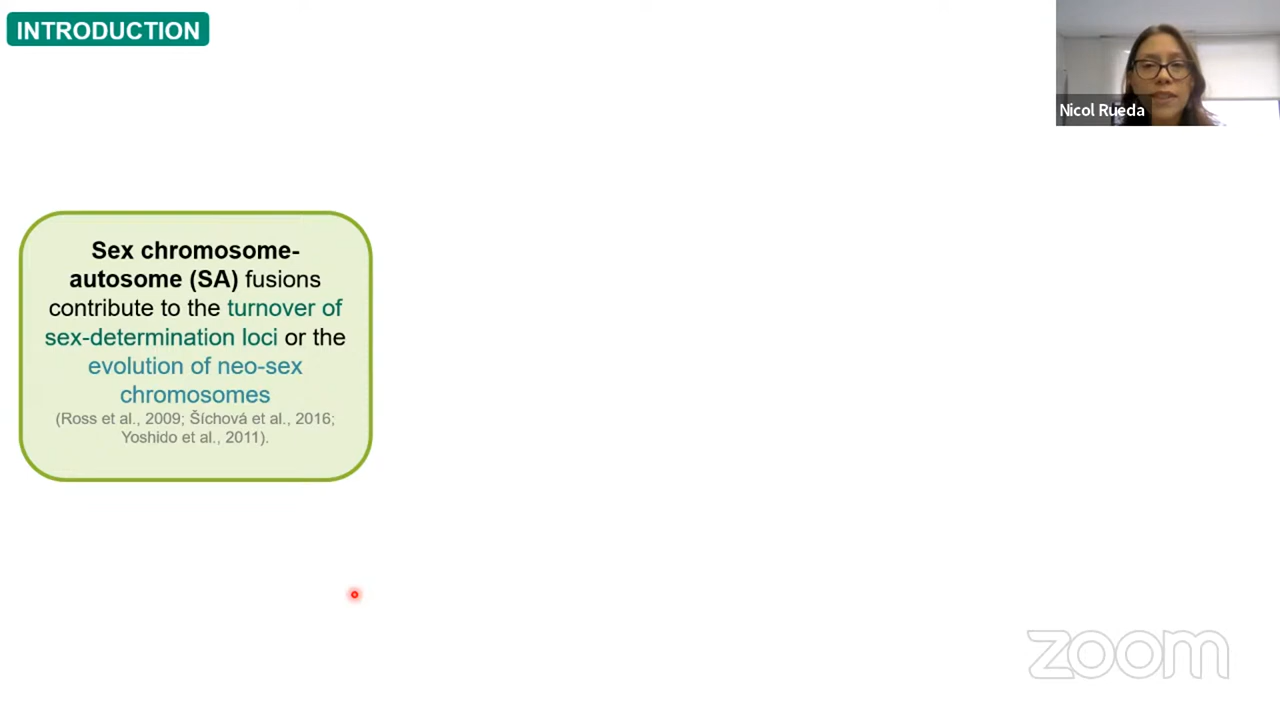 INTRODUCTION
Nicol Rueda
Sex chromosome-
autosome (SA) fusions
contribute to the turnover of
sex-determination loci or the
evolution of neo-sex
chromosomes
(Ross et al., 2009; Šíchová et al., 2016;
Yoshido et al., 2011).
zoom